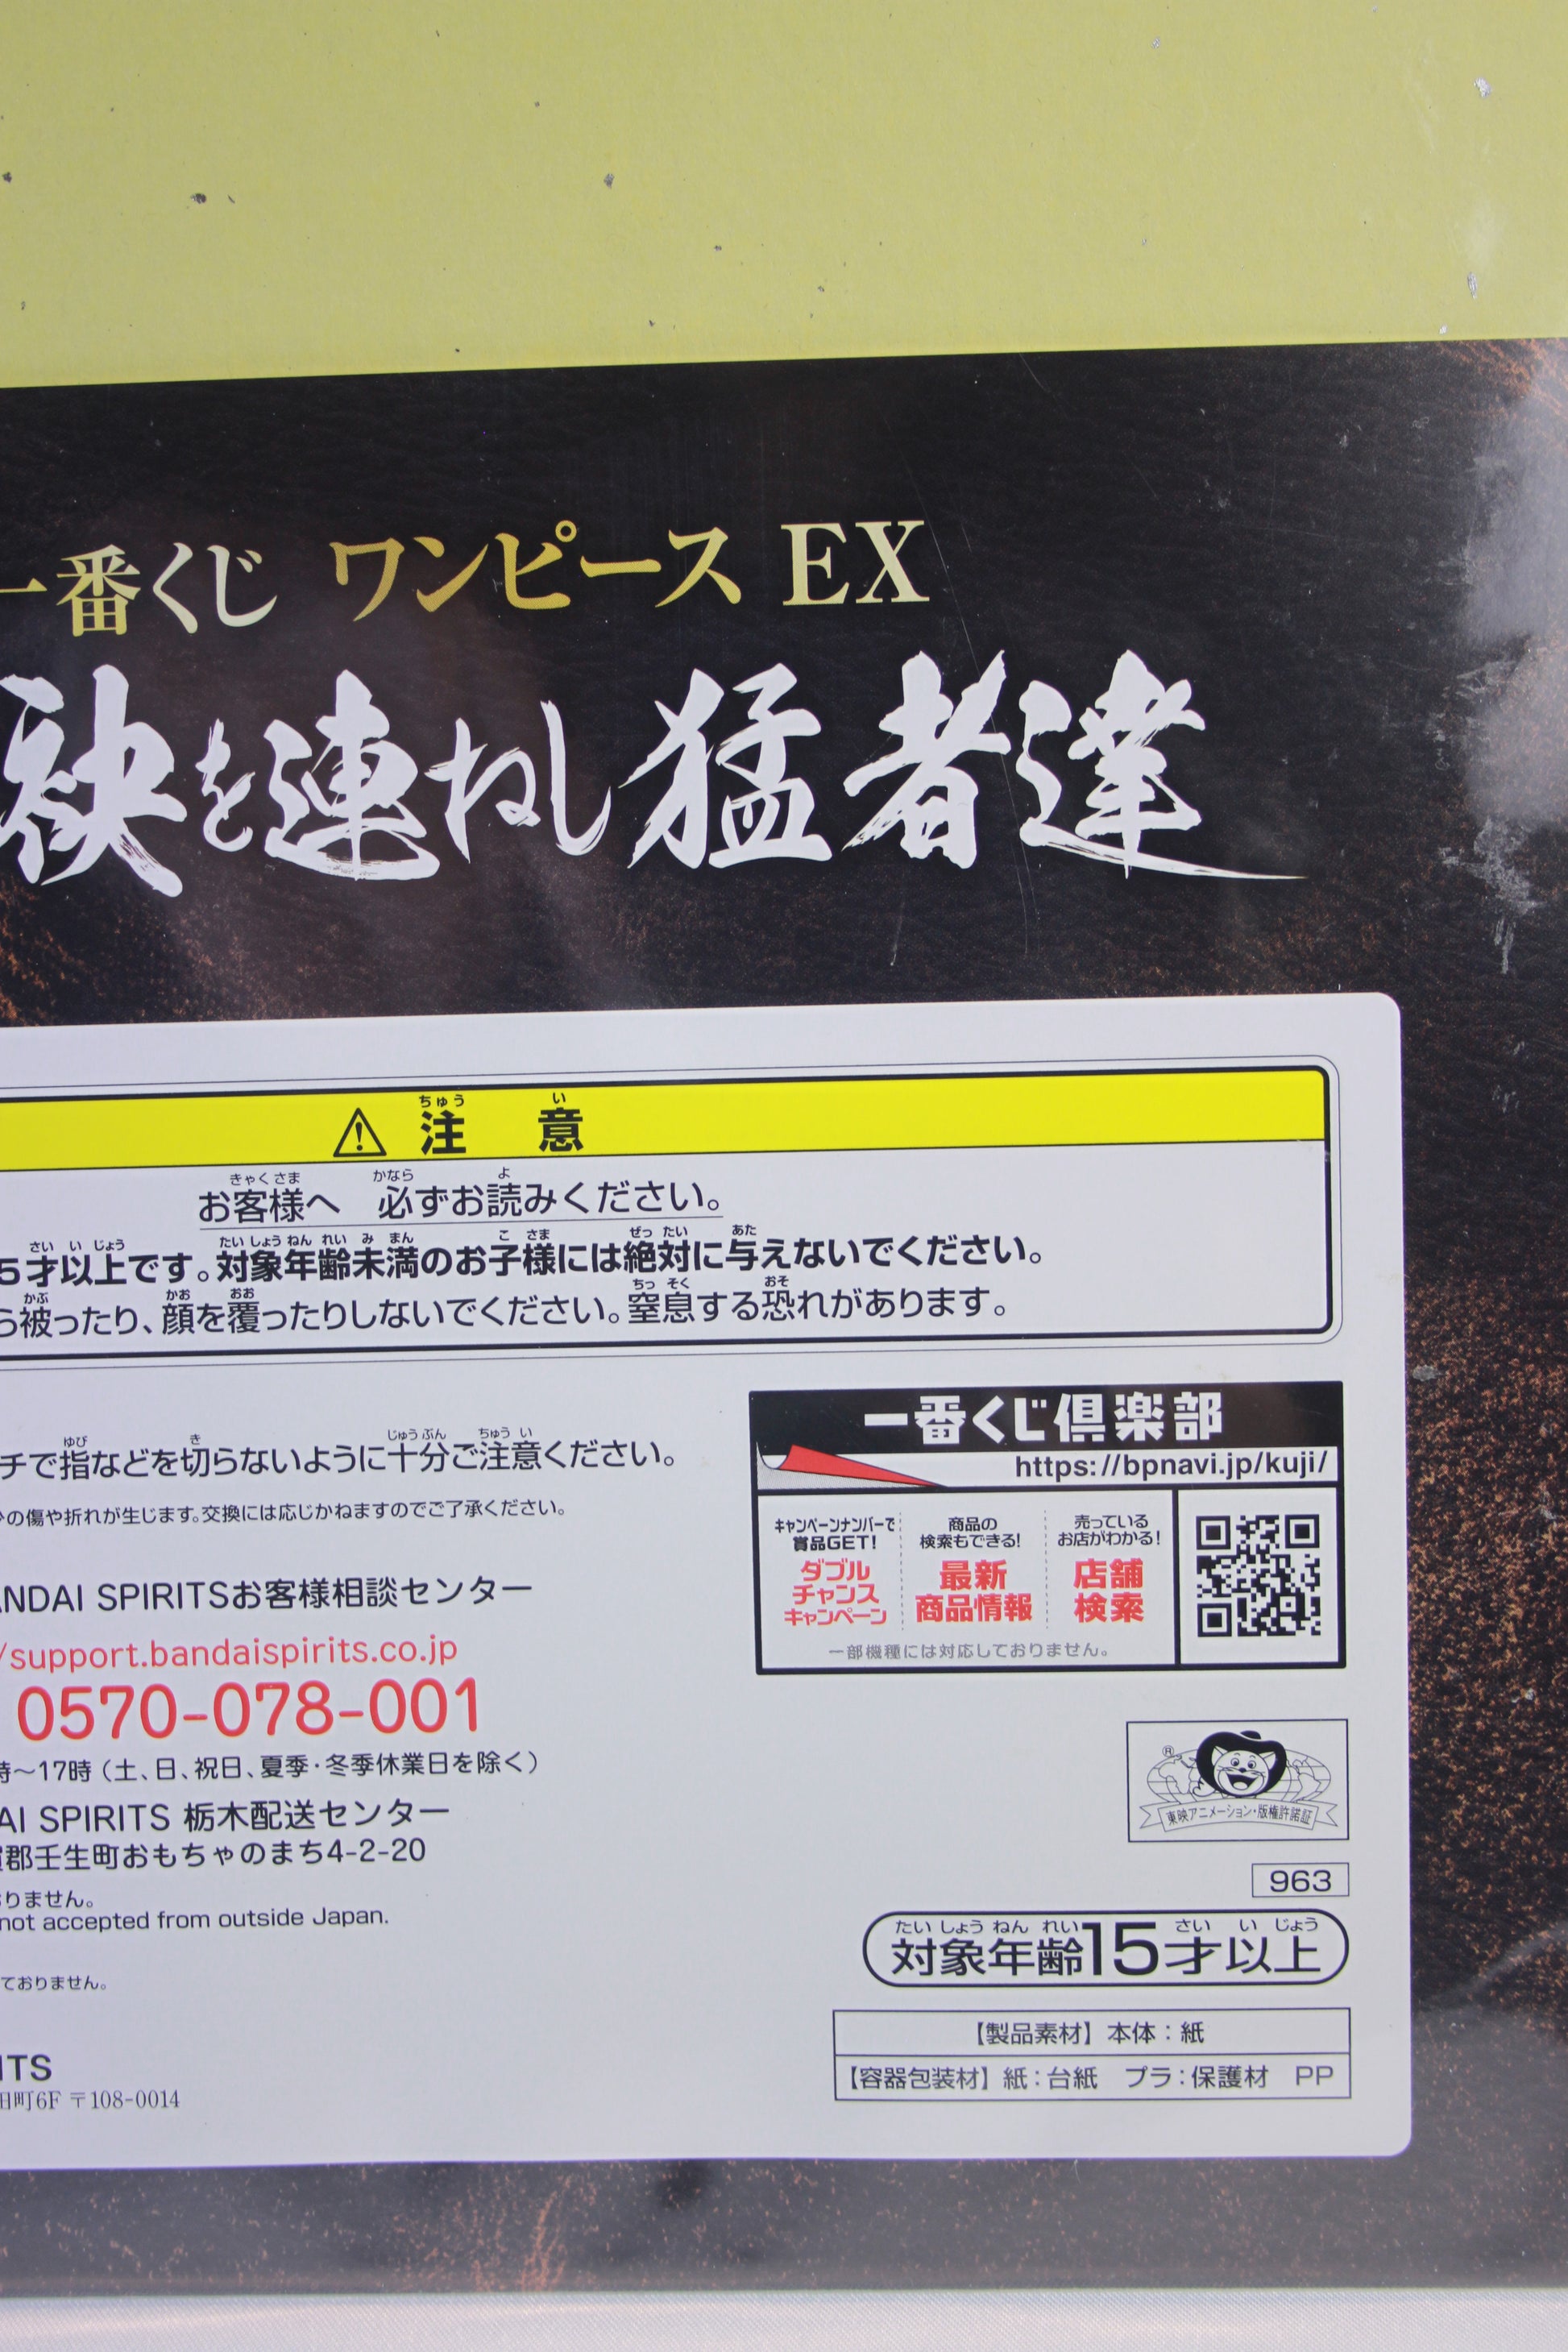 一番くじ ワンピース EX
袂を連ねし猛者達
⚠ 注意
お客様へ 必ずお読みください。
5才以上です。対象年齢未満のお子様には絶対に与えないでください。
ら被ったり、顔を覆ったりしないでください。窒息する恐れがあります。
チで指などを切らないように十分ご注意ください。
の傷や折れが生じます。交換には応じかねますのでご了承ください。
ANDAI SPIRITSお客様相談センター
/support.bandaispirits.co.jp
0570-078-001
時～17時（土、日、祝日、夏季・冬季休業日を除く）
AI SPIRITS 栃木配送センター
郡壬生町おもちゃのまち4-2-20
りません。
not accepted from outside Japan.
ておりません。
ITS
田町6F 〒108-0014
一番くじ倶楽部
https://bpnavi.jp/kuji/
キャンペーンナンバーで
賞品GET!
ダブル
チャンス
キャンペーン
商品の
検索もできる!
最新
商品情報
売っている
お店がわかる!
店舗
検索
一部機種には対応しておりません。
®
東映アニメーション・版権許諾証
963
対象年齢15才以上
【製品素材】本体：紙
【容器包装材】紙：台紙 プラ：保護材 PP